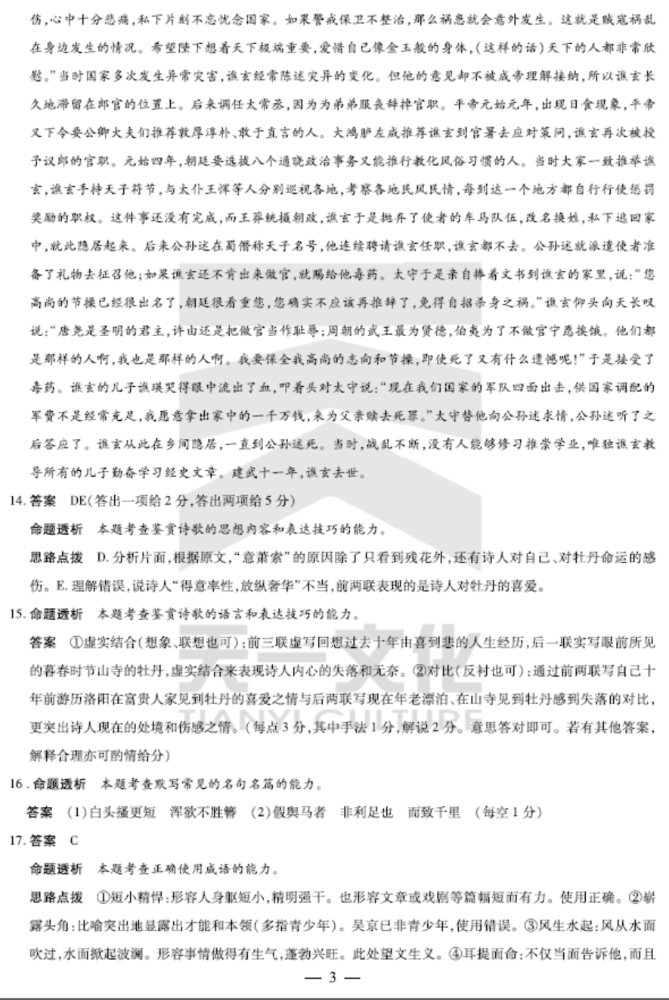 伤,心中十分悲痛,私下片刻不忘忧念国家。如果警戒保卫不整治,那么祸患就会意外发生。这就是贼寇祸乱
在身边发生的情况。希望陛下想着天下极端重要,爱惜自己像金玉般的身体,(这样的话)天下的人都非常欣
慰。”当时国家多次发生异常灾害,谯玄经常陈述灾异的变化。但他的意见却不被成帝理解接纳,所以谯玄长
久地滞留在郎官的位置上。后来调任太常丞,因为为弟弟服丧辞掉官职。平帝元始元年,出现日食现象,平帝
又下令要公卿大夫们推荐敦厚淳朴、敢于直言的人。大鸿胪左咸推荐谯玄到官署去应对策问,谯玄再次被授
予议郎的官职。元始四年,朝廷要选拔八个通晓政治事务又能推行教化风俗习惯的人。当时大家一致推举谯
玄,谯玄手持天子符节,与太仆王恽等人分别巡视各地,考察各地民风民情,每到达一个地方都自行行使惩罚
奖励的职权。这件事还没有完成,而王莽统摄朝政,谯玄于是抛弃了使者的车马队伍,改名换姓,私下逃回家
中,就此隐居起来。后来公孙述在蜀僭称天子名号,他连续聘请谯玄任职,谯玄都不去。公孙述就派遣使者准
备了礼物去征召他;如果谯玄还不肯出来做官,就赐给他毒药。太守于是亲自捧着文书到谯玄的家里,说:“您
高尚的节操已经很出名了,朝廷很看重您,您确实不应该再推辞了,免得自招杀身之祸。”谯玄仰头向天长叹
说:“唐尧是圣明的君主,许由还是把做官当作耻辱;周朝的武王最为贤德,伯夷为了不做官宁愿挨饿。他们都
是那样的人啊,我也是那样的人啊。我要保全我高尚的志向和节操,即使死了又有什么遗憾呢!”于是接受了
毒药。谯玄的儿子谯瑛哭得眼中流出了血,叩着头对太守说:“现在我们国家的军队四面出击,供国家调配的
军费不是经常充足,我愿意拿出家中的一千万钱,来为父亲赎去死罪。”太守替他向公孙述求情,公孙述听了之
后答应了。谯玄从此在乡间隐居,一直到公孙述死。当时,战乱不断,没有人能够修习推崇学业,唯独谯玄教
导所有的儿子勤奋学习经史文章。建武十一年,谯玄去世。
14.答案 DE(答出一项给2分,答出两项给5分)
命题透析 本题考查鉴赏诗歌的思想内容和表达技巧的能力。
思路点拨 D.分析片面,根据原文,“意萧索”的原因除了只看到残花外,还有诗人对自己、对牡丹命运的感
伤。E.理解错误,说诗人“得意率性,放纵奢华”不当,前两联表现的是诗人对牡丹的喜爱。
15.命题透析 本题考查鉴赏诗歌的语言和表达技巧的能力。
答案 ①虚实结合(想象、联想也可):前三联虚写回想过去十年由喜到悲的人生经历,后一联实写眼前所见
的暮春时节山寺的牡丹,虚实结合来表现诗人内心的失落和无奈。②对比(反衬也可):通过前两联写自己十
年前游历洛阳在富贵人家见到牡丹的喜爱之情与后两联写现在年老漂泊、在山寺见到牡丹感到失落的对比,
更突出诗人现在的处境和伤感之情。(每点3分,其中手法1分,解说2分。意思答对即可。若有其他答案,
解释合理亦可酌情给分)
16.命题透析 本题考查默写常见的名句名篇的能力。
答案 (1)白头搔更短 浑欲不胜簪 (2)假舆马者 非利足也 而致千里 (每空1分)
17.答案 C
命题透析 本题考查正确使用成语的能力。
思路点拨 ①短小精悍:形容人身躯短小,精明强干。也形容文章或戏剧等篇幅短而有力。使用正确。②崭
露头角:比喻突出地显露出才能和本领(多指青少年)。吴京已非青少年,使用错误。③风生水起:风从水面
吹过,水面掀起波澜。形容事情做得有生气,蓬勃兴旺。此处望文生义。④耳提面命:不仅当面告诉他,而且
— 3 —
天一文化
TIANYI CULTURE